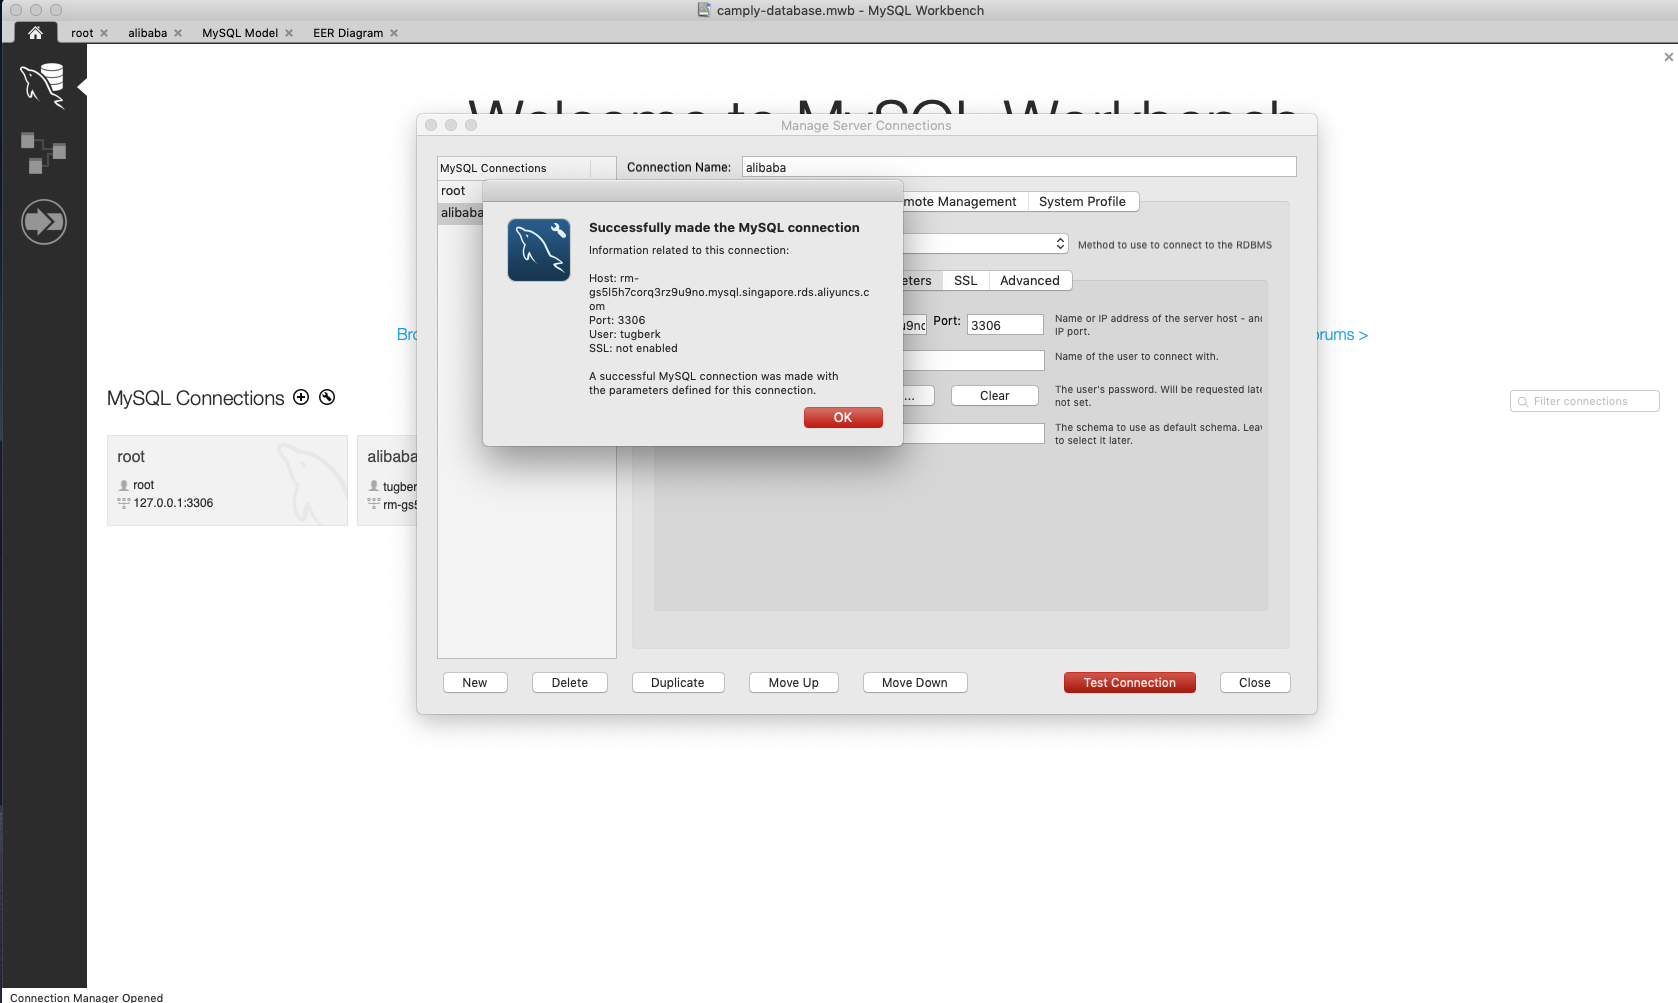 camply-database.mwb - MySQL Workbench
root
alibaba
MySQL Model
EER Diagram
Welcome to MySQL Workbench
Manage Server Connections
MySQL Connections
Connection Name:
alibaba
root
alibaba
mote Management
System Profile
Method to use to connect to the RDBMS
eters
SSL
Advanced
Port:
3306
Name or IP address of the server host - and
IP port.
Name of the user to connect with.
...
Clear
The user's password. Will be requested late
not set.
The schema to use as default schema. Leav
to select it later.
Successfully made the MySQL connection
Information related to this connection:
Host: rm-
gs5l5h7corq3rz9u9no.mysql.singapore.rds.aliyuncs.c
om
Port: 3306
User: tugberk
SSL: not enabled
A successful MySQL connection was made with
the parameters defined for this connection.
OK
Bro
rums >
MySQL Connections
Filter connections
root
root
127.0.0.1:3306
alibaba
tugber
rm-gs5
New
Delete
Duplicate
Move Up
Move Down
Test Connection
Close
Connection Manager Opened